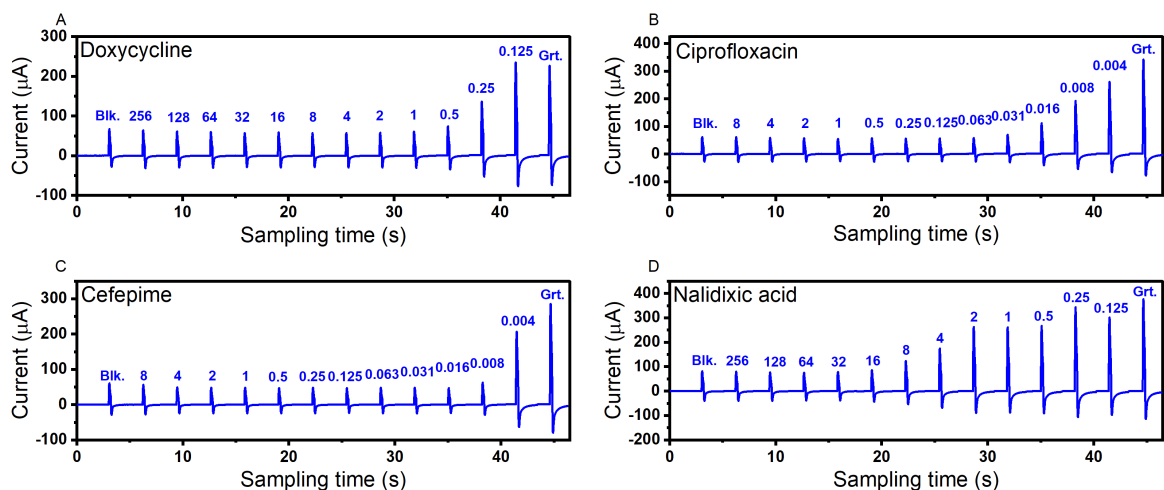 A
Doxycycline
Blk. 256 128 64 32 16 8 4 2 1 0.5 0.25 0.125 Grt.
300
200
100
0
-100
0 10 20 30 40
Current (μA)
Sampling time (s)
B
Ciprofloxacin
Blk. 8 4 2 1 0.5 0.25 0.125 0.063 0.031 0.016 0.008 0.004 Grt.
400
300
200
100
0
-100
0 10 20 30 40
Current (μA)
Sampling time (s)
C
Cefepime
Blk. 8 4 2 1 0.5 0.25 0.125 0.063 0.031 0.016 0.008 0.004 Grt.
300
200
100
0
-100
0 10 20 30 40
Current (μA)
Sampling time (s)
D
Nalidixic acid
Blk. 256 128 64 32 16 8 4 2 1 0.5 0.25 0.125 Grt.
400
300
200
100
0
-100
-200
0 10 20 30 40
Current (μA)
Sampling time (s)